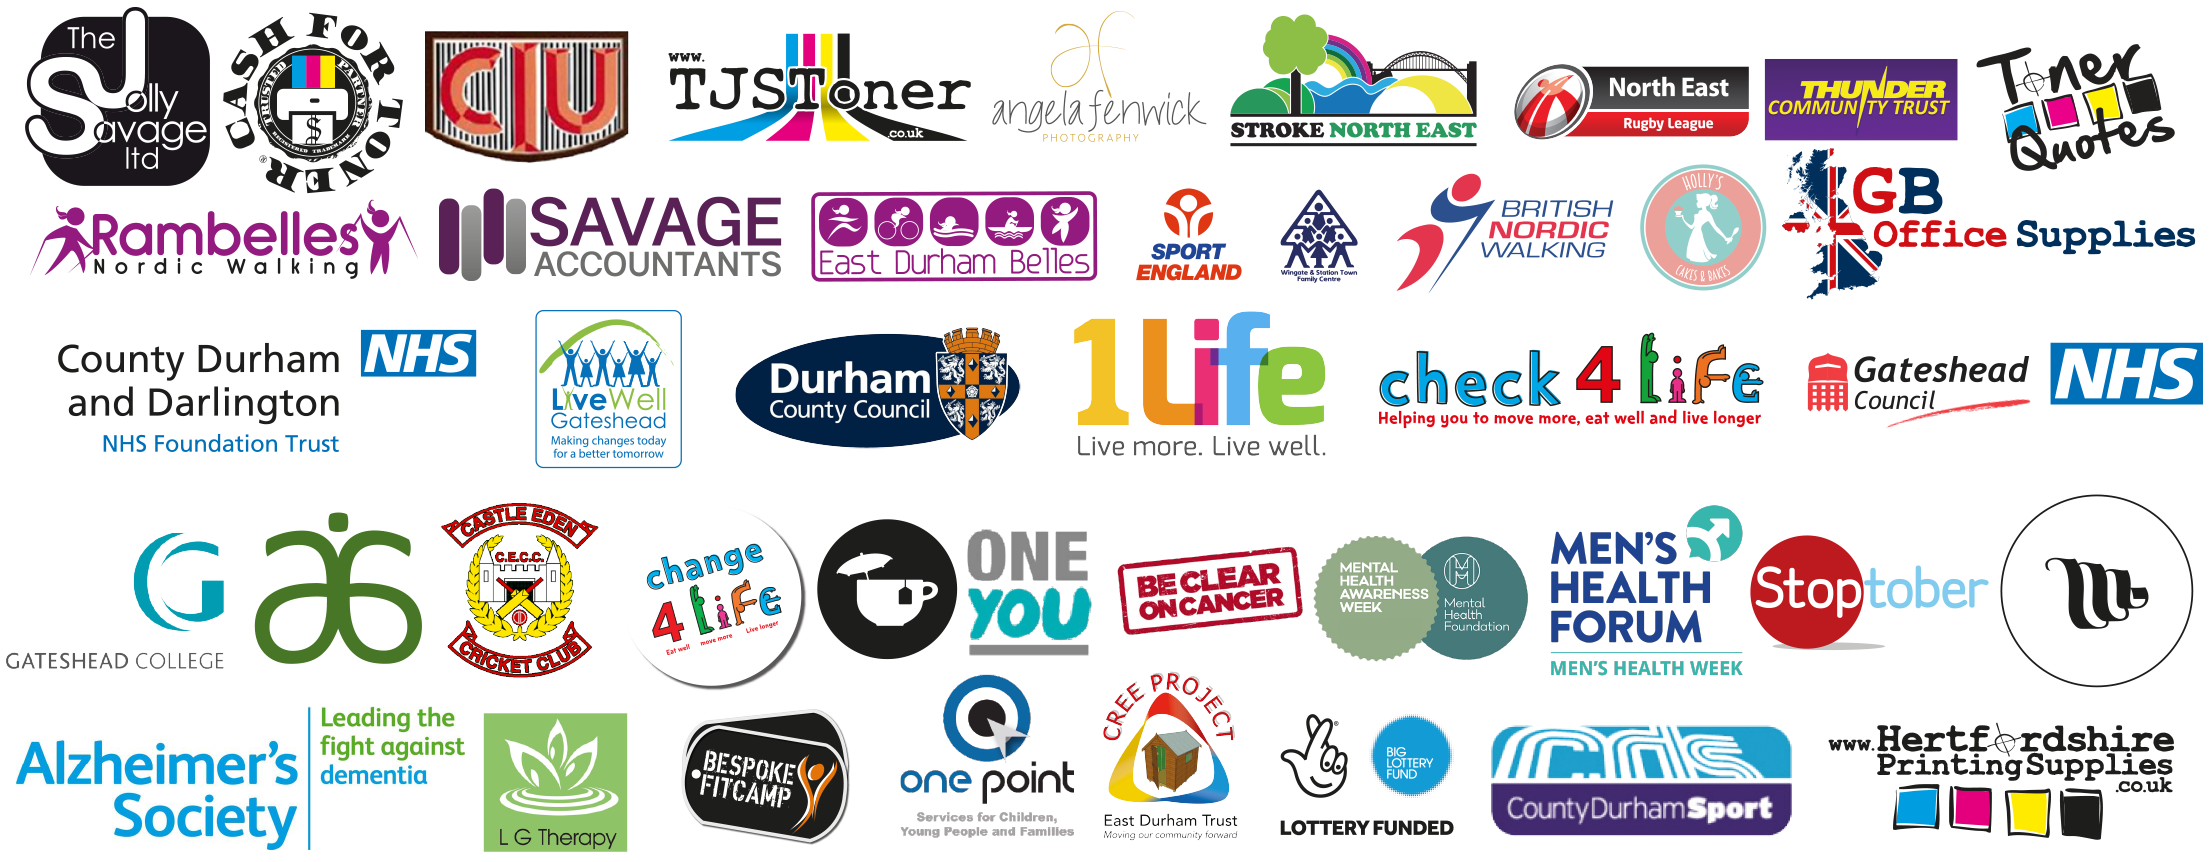 The
Jolly
Savage
ltd
CASH FOR TONER
TRUSTED PARTNER
REGISTERED TRADEMARK
$
®
CIU
www.
TJSToner
.co.uk
af
angela fenwick
PHOTOGRAPHY
STROKE NORTH EAST
North East
Rugby League
THUNDER
COMMUNITY TRUST
Toner
Quotes
Rambelles
Nordic Walking
SAVAGE
ACCOUNTANTS
East Durham Belles
SPORT
ENGLAND
Wingate & Station Town
Family Centre
BRITISH
NORDIC
WALKING
HOLLY'S
CAKES & BAKES
GB
Office Supplies
County Durham
and Darlington
NHS Foundation Trust
NHS
LiveWell
Gateshead
Making changes today
for a better tomorrow
Durham
County Council
1Life
Live more. Live well.
check 4 Life
Helping you to move more, eat well and live longer
Gateshead
Council
NHS
G
GATESHEAD COLLEGE
CASTLE EDEN
C.E.C.C.
CRICKET CLUB
change
4 Life
Eat well move more Live longer
ONE
YOU
BE CLEAR
ON CANCER
MENTAL
HEALTH
AWARENESS
WEEK
Mental
Health
Foundation
MEN'S
HEALTH
FORUM
MEN'S HEALTH WEEK
Stoptober
Alzheimer's
Society
Leading the
fight against
dementia
L G Therapy
BESPOKE
FITCAMP
one point
Services for Children,
Young People and Families
CREE PROJECT
East Durham Trust
Moving our community forward
BIG
LOTTERY
FUND
LOTTERY FUNDED
cds
CountyDurhamSport
www.Hertfordshire
PrintingSupplies
.co.uk